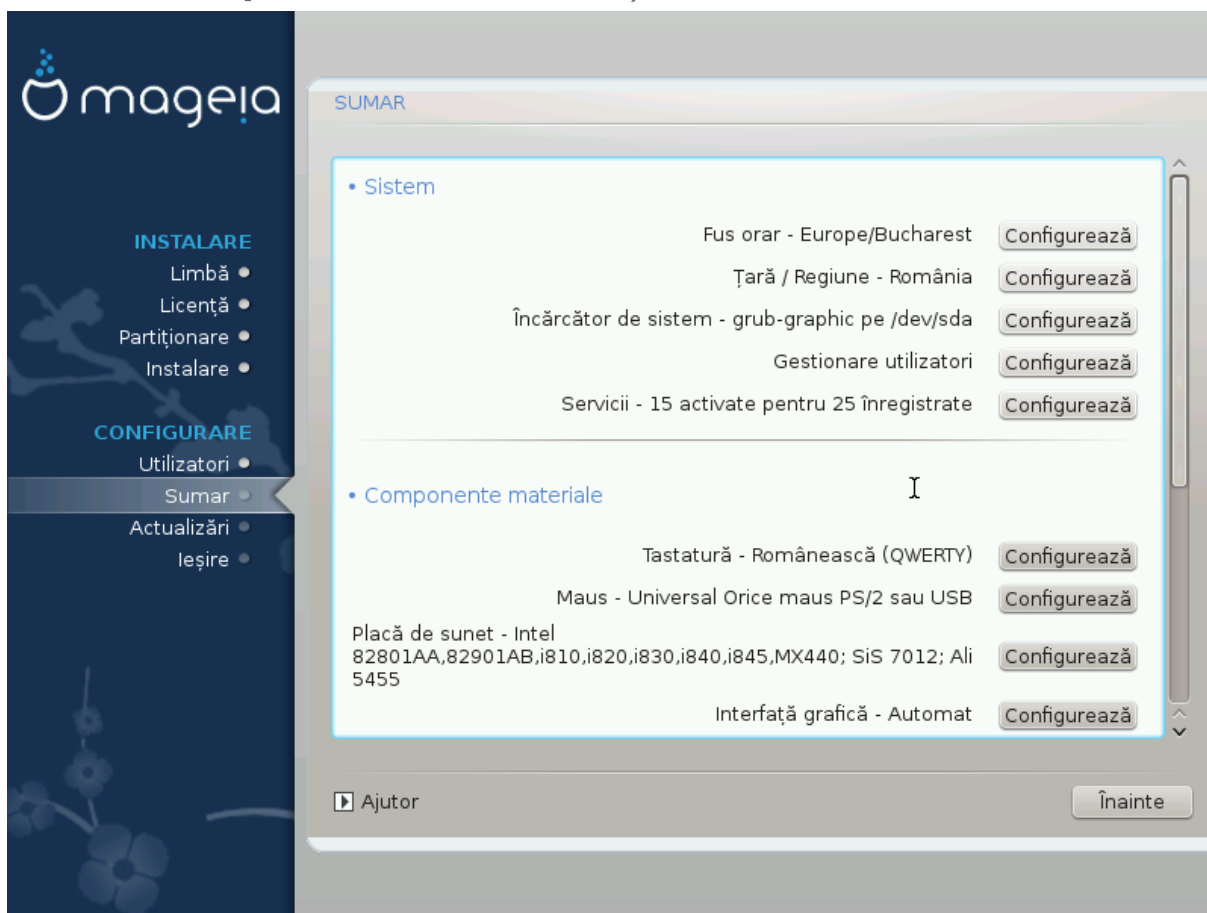 mageia
INSTALARE
Limbă
Licență
Partiționare
Instalare
CONFIGURARE
Utilizatori
Sumar
Actualizări
Ieșire
SUMAR
• Sistem
Fus orar - Europe/Bucharest Configurează
Țară / Regiune - România Configurează
Încărcător de sistem - grub-graphic pe /dev/sda Configurează
Gestionare utilizatori Configurează
Servicii - 15 activate pentru 25 înregistrate Configurează
• Componente materiale
Tastatură - Românească (QWERTY) Configurează
Maus - Universal Orice maus PS/2 sau USB Configurează
Placă de sunet - Intel
82801AA,82901AB,i810,i820,i830,i840,i845,MX440; SiS 7012; Ali Configurează
5455
Interfață grafică - Automat Configurează
Ajutor
Înainte